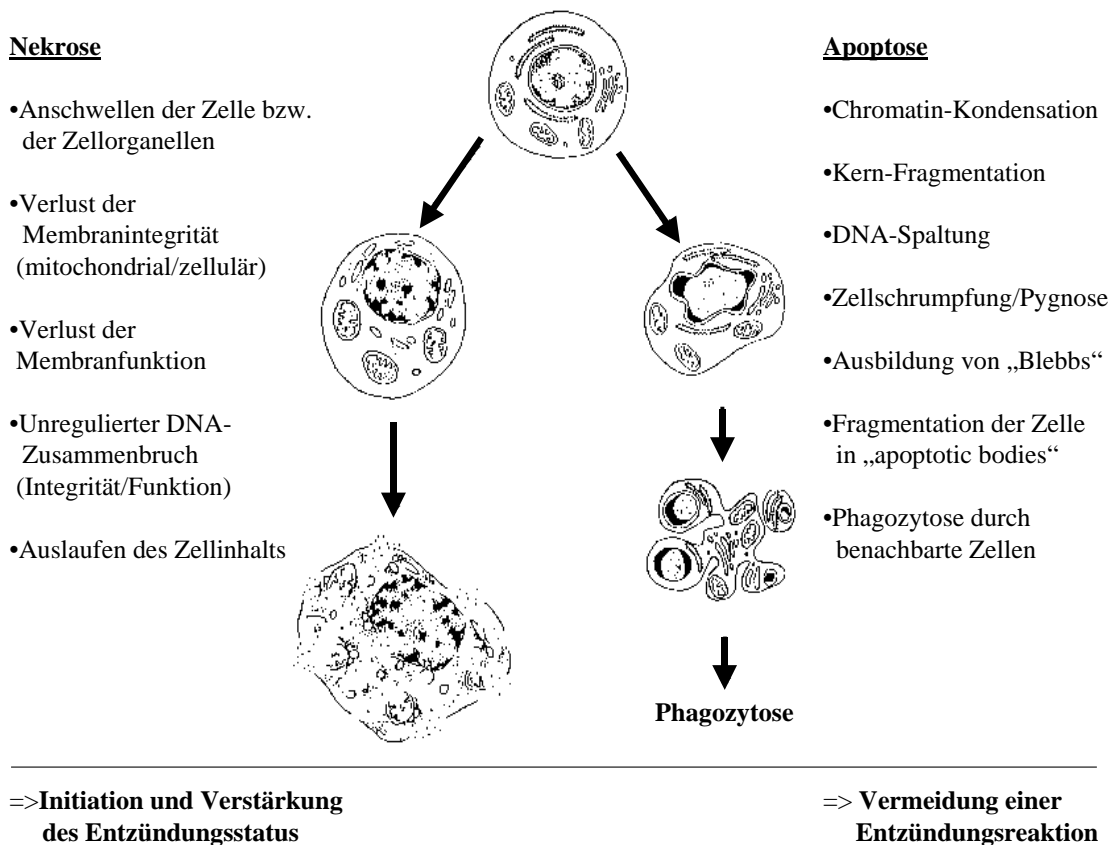 Nekrose
•Anschwellen der Zelle bzw.
der Zellorganellen
•Verlust der
Membranintegrität
(mitochondrial/zellulär)
•Verlust der
Membranfunktion
•Unregulierter DNA-
Zusammenbruch
(Integrität/Funktion)
•Auslaufen des Zellinhalts
Apoptose
•Chromatin-Kondensation
•Kern-Fragmentation
•DNA-Spaltung
•Zellschrumpfung/Pygnose
•Ausbildung von „Blebbs“
•Fragmentation der Zelle
in „apoptotic bodies“
•Phagozytose durch
benachbarte Zellen
Phagozytose
=>Initiation und Verstärkung
des Entzündungsstatus
=> Vermeidung einer
Entzündungsreaktion